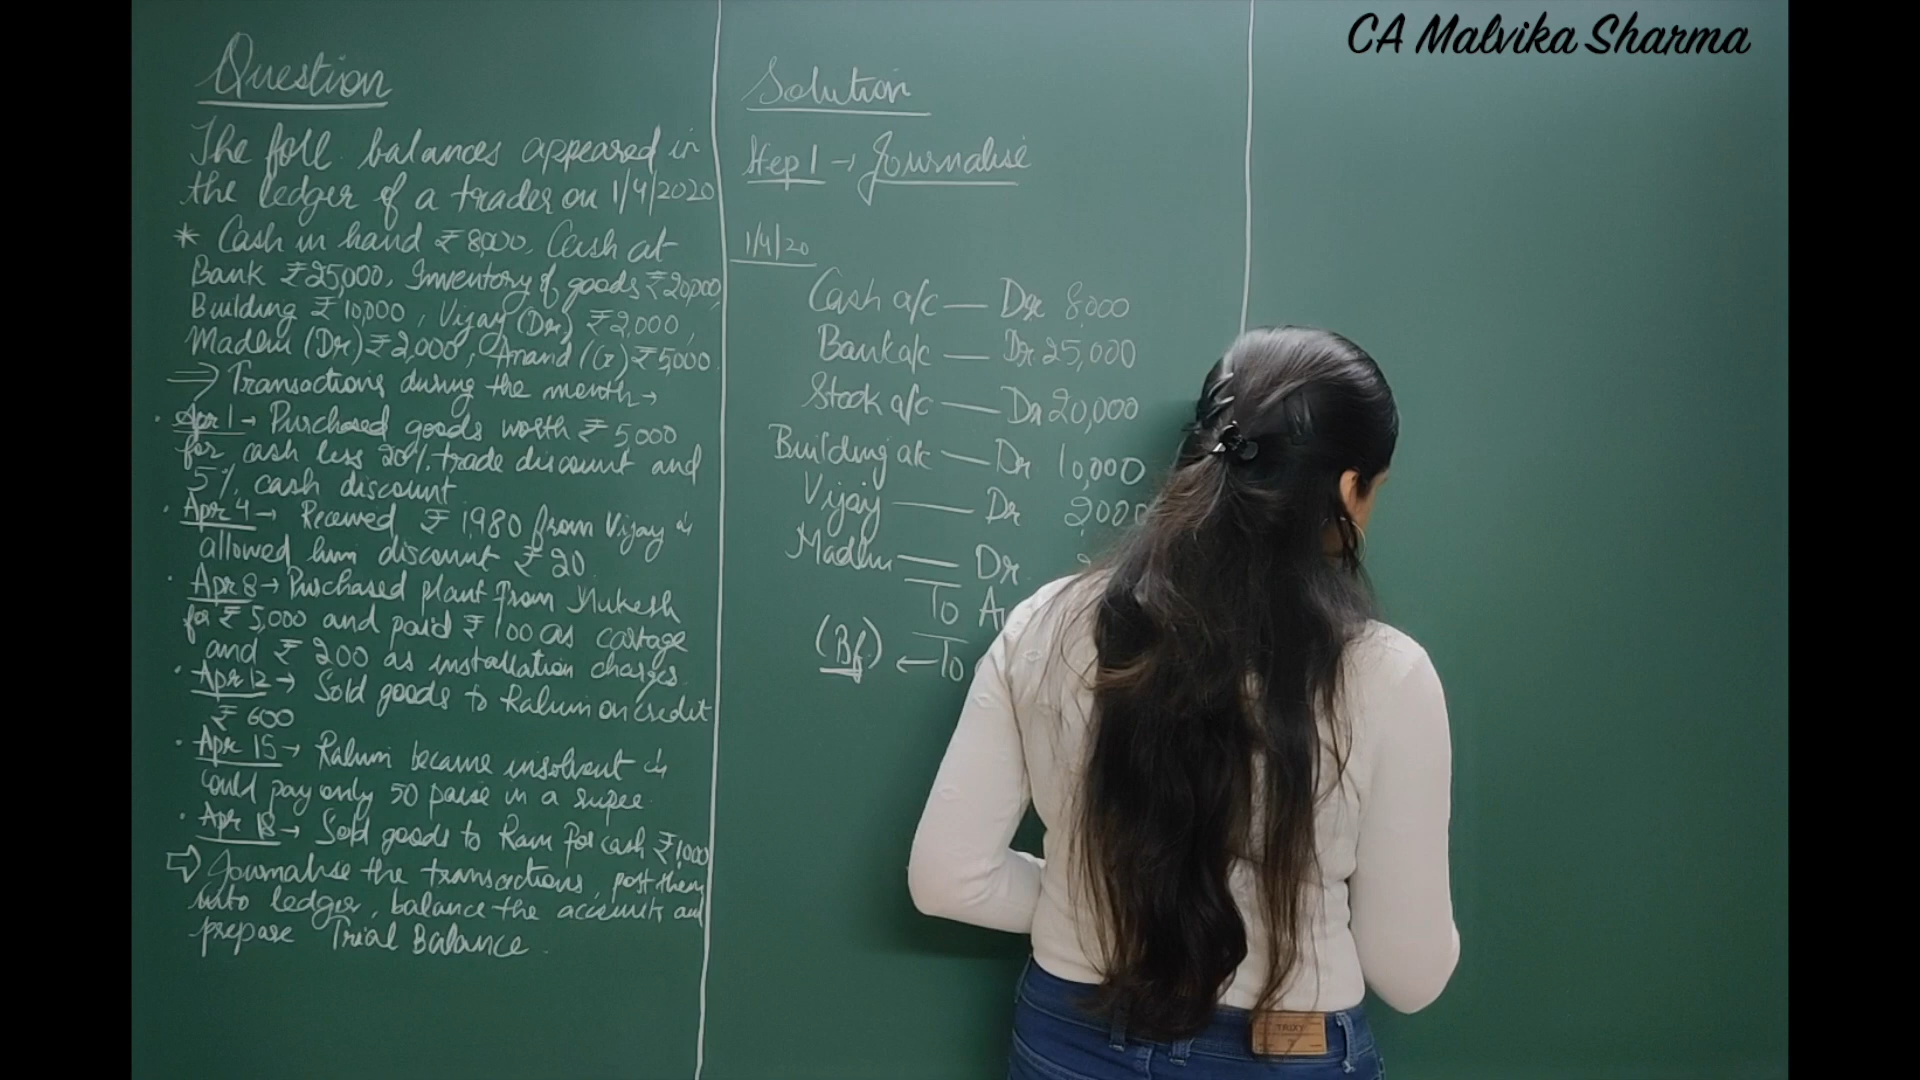 CA Malvika Sharma
Question
The foll. balances appeared in
the ledger of a trader on 1/4/2020
* Cash in hand ₹ 8,000, Cash at
Bank ₹ 25,000, Inventory of goods ₹ 20,000,
Building ₹ 10,000, Vijay (Dr) ₹ 2,000,
Madhu (Dr) ₹ 2,000, Anand (Cr) ₹ 5,000.
⇒ Transactions during the month →
· Apr 1 → Purchased goods worth ₹ 5,000
for cash less 20% trade discount and
5% cash discount
· Apr 4 → Received ₹ 1,980 from Vijay &
allowed him discount ₹ 20
· Apr 8 → Purchased plant from Mukesh
for ₹ 5,000 and paid ₹ 100 as cartage
and ₹ 200 as installation charges.
· Apr 12 → Sold goods to Rahim on credit
₹ 600
· Apr 15 → Rahim became insolvent &
could pay only 50 paise in a rupee.
· Apr 18 → Sold goods to Ram for cash ₹ 1,000
⇨ Journalise the transactions, post them
into ledger, balance the accounts and
prepare Trial Balance.
Solution
Step 1 → Journalise
1/4/20
Cash a/c — Dr 8,000
Bank a/c — Dr 25,000
Stock a/c — Dr 20,000
Building a/c — Dr 10,000
Vijay — Dr 2000
Madhu — Dr.
To
(Bf) ← To
TRIXY